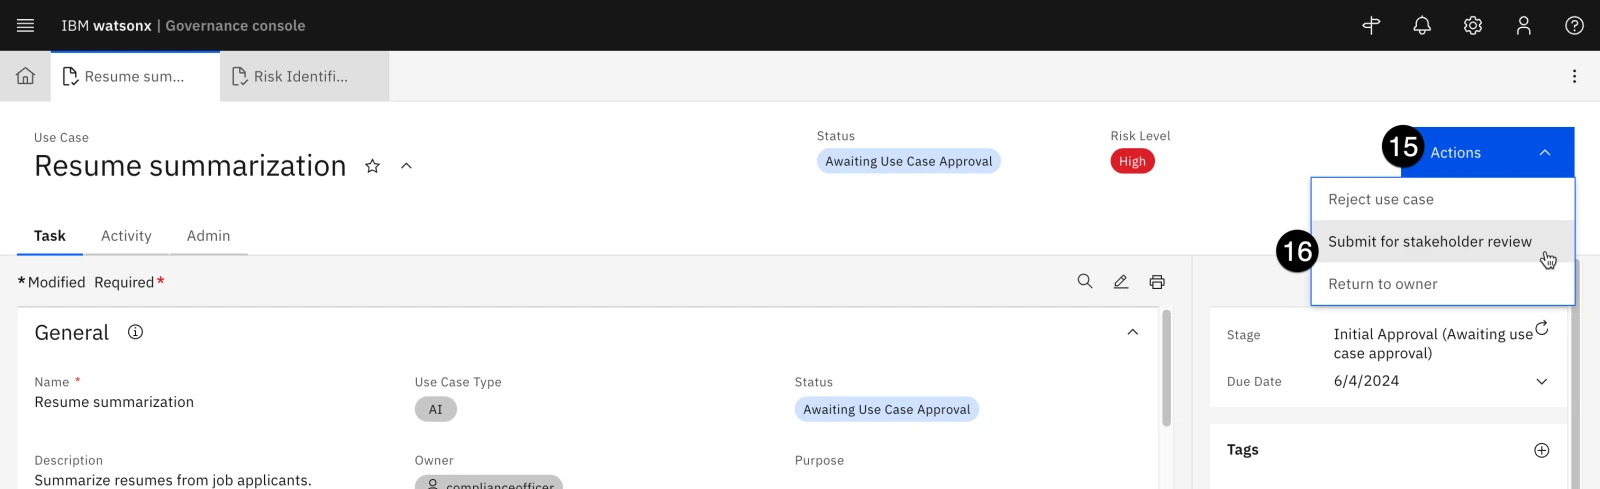 IBM watsonx | Governance console
Resume sum...
Risk Identifi...
Use Case
Resume summarization
Status
Awaiting Use Case Approval
Risk Level
High
15
Actions
Reject use case
16
Submit for stakeholder review
Return to owner
Task
Activity
Admin
*Modified Required*
General
Name *
Resume summarization
Use Case Type
AI
Status
Awaiting Use Case Approval
Description
Summarize resumes from job applicants.
Owner
complianceofficer
Purpose
Stage
Initial Approval (Awaiting use
case approval)
Due Date
6/4/2024
Tags